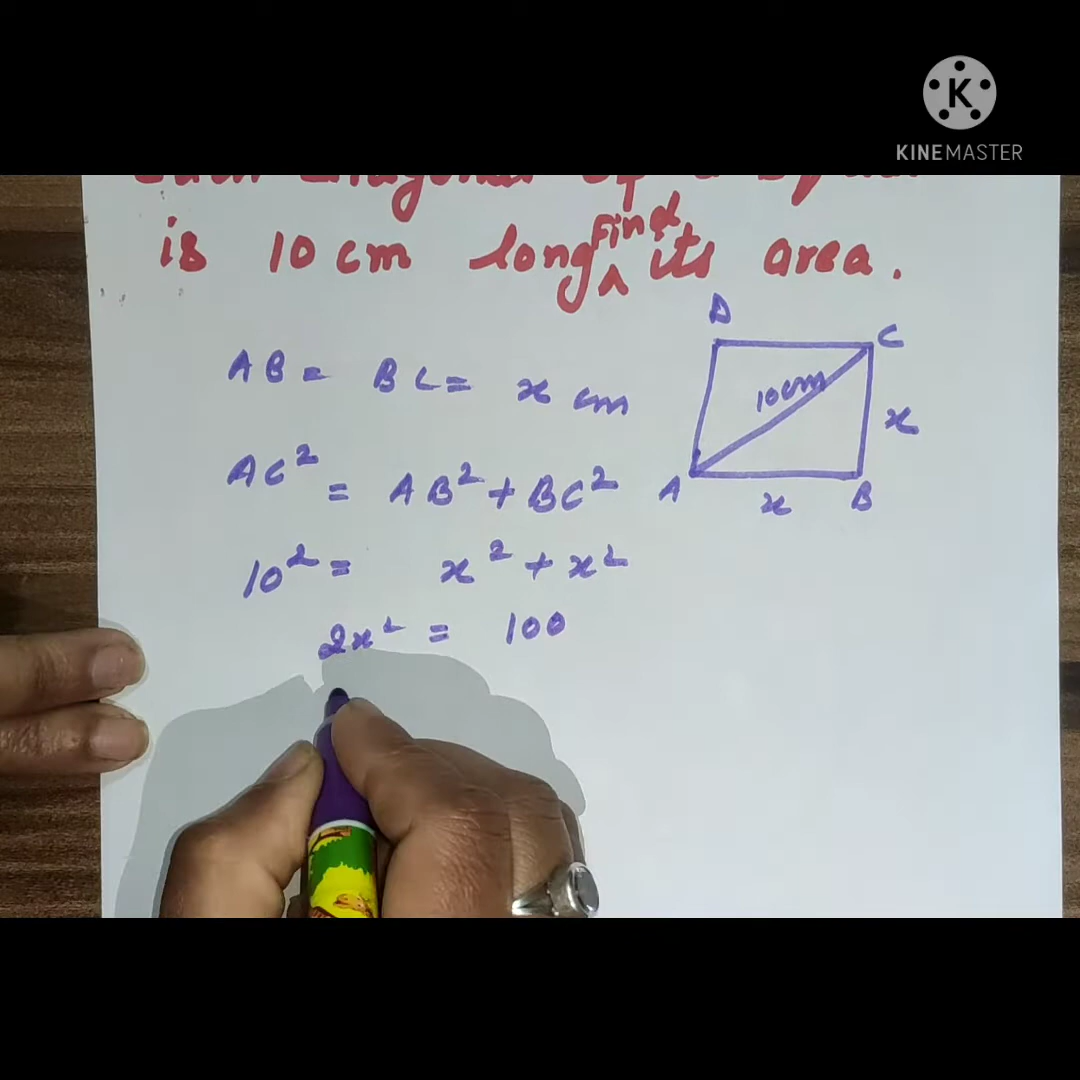 K
KINEMASTER
is 10 cm long Find its area.
AB = BC = x cm
AC² = AB² + BC²
10² = x² + x²
2x² = 100
D
C
10cm
x
A
x
B